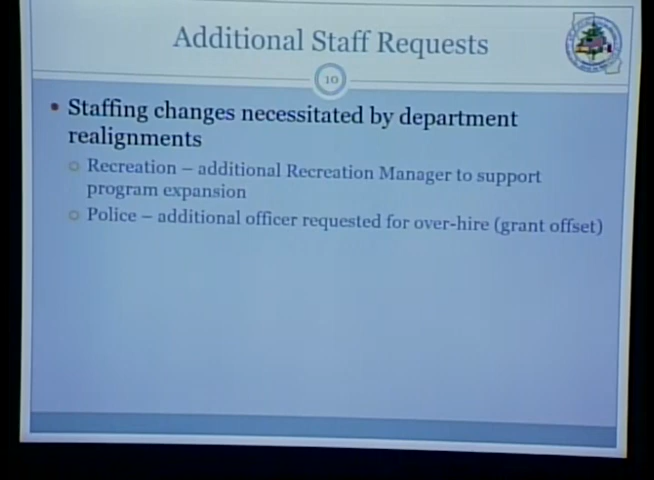 Additional Staff Requests
10
• Staffing changes necessitated by department
realignments
○ Recreation – additional Recreation Manager to support
program expansion
○ Police – additional officer requested for over-hire (grant offset)